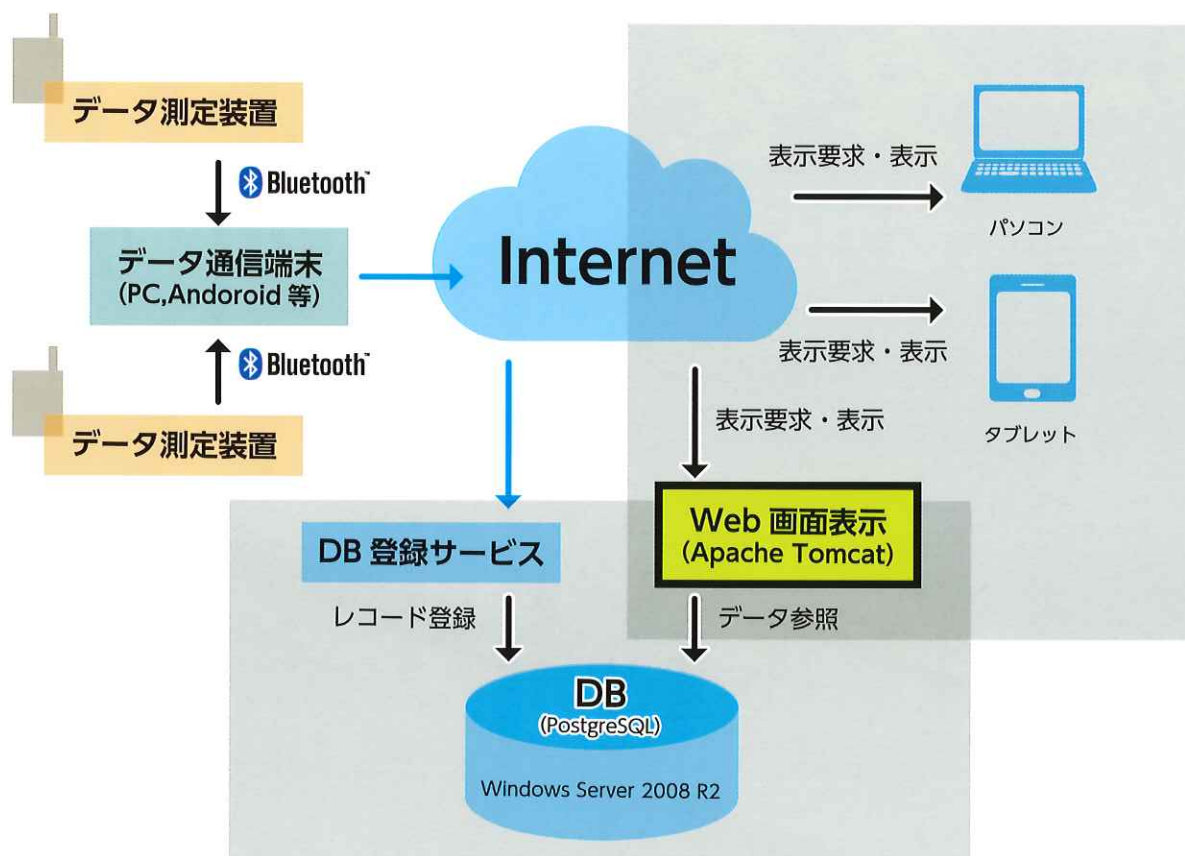 データ測定装置
Bluetooth™
データ通信端末
(PC,Andoroid 等)
Bluetooth™
データ測定装置
Internet
表示要求・表示
パソコン
表示要求・表示
タブレット
表示要求・表示
DB 登録サービス
Web 画面表示
(Apache Tomcat)
レコード登録
データ参照
DB
(PostgreSQL)
Windows Server 2008 R2